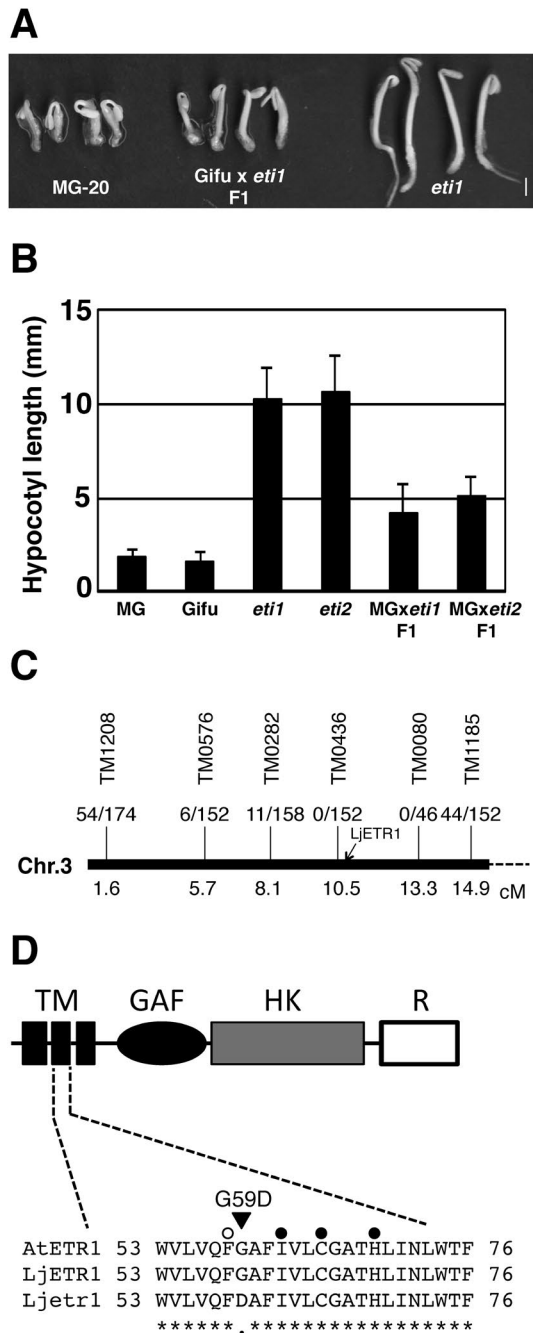 A
MG-20
Gifu x eti1
F1
eti1
B
Hypocotyl length (mm)
15
10
5
0
MG
Gifu
eti1
eti2
MGxeti1
F1
MGxeti2
F1
C
TM1208
TM0576
TM0282
TM0436
TM0080
TM1185
54/174 6/152 11/158 0/152 0/46 44/152
LjETR1
Chr.3
1.6 5.7 8.1 10.5 13.3 14.9 cM
D
TM GAF HK R
G59D
AtETR1 53 WVLVQFGAFIVLCGATHLINLWTF 76
LjETR1 53 WVLVQFGAFIVLCGATHLINLWTF 76
Ljetr1 53 WVLVQFDAFIVLCGATHLINLWTF 76
******.*****************